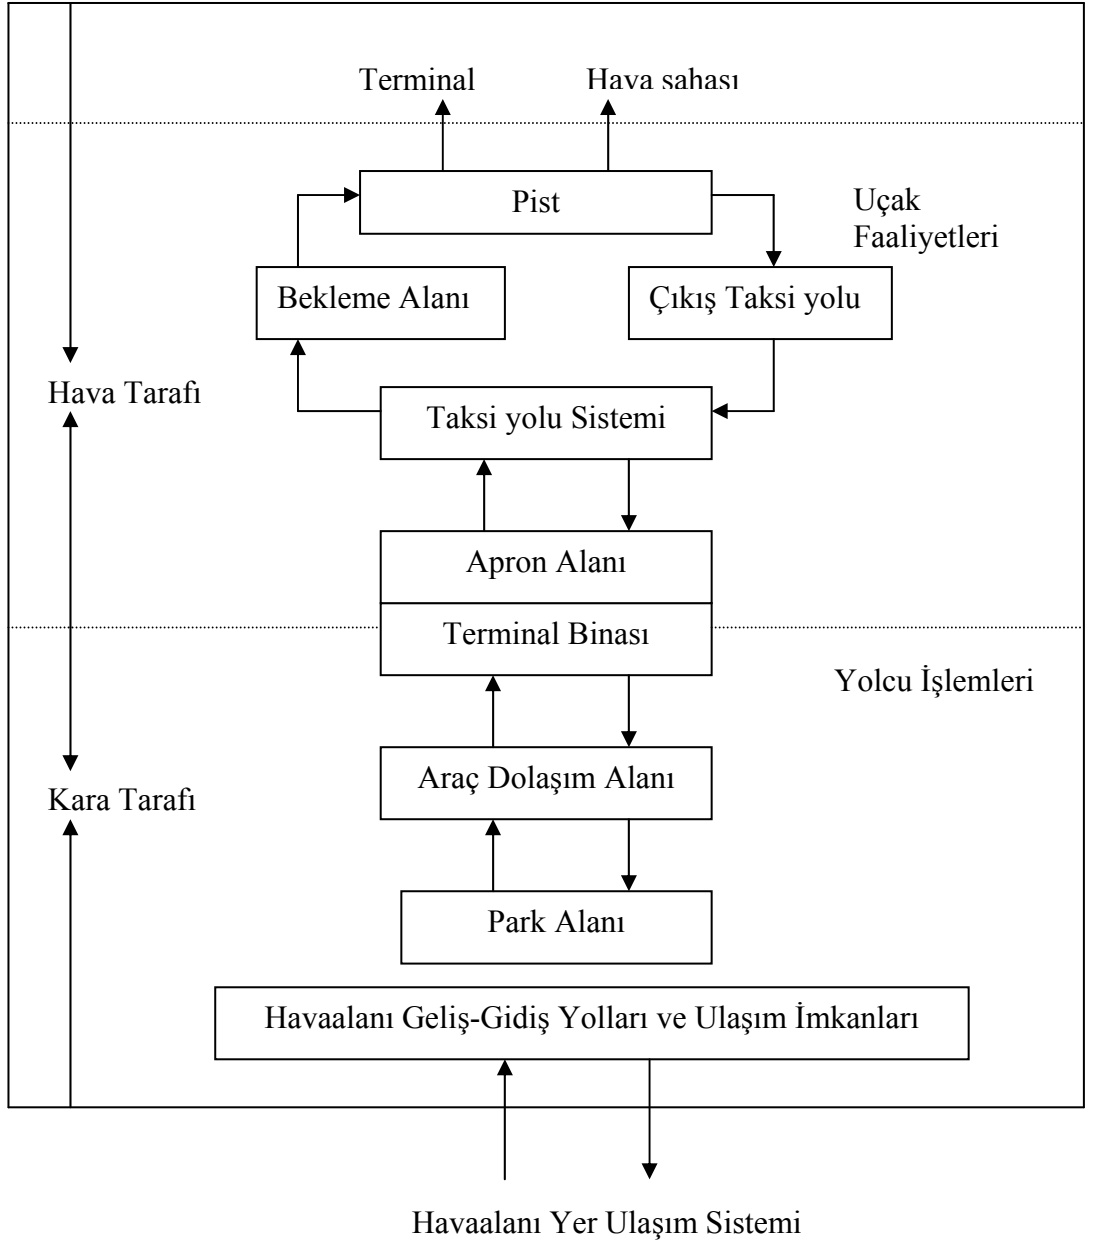 Terminal
Hava sahası
Pist
Uçak
Faaliyetleri
Bekleme Alanı
Çıkış Taksi yolu
Hava Tarafı
Taksi yolu Sistemi
Apron Alanı
Terminal Binası
Yolcu İşlemleri
Araç Dolaşım Alanı
Kara Tarafı
Park Alanı
Havaalanı Geliş-Gidiş Yolları ve Ulaşım İmkanları
Havaalanı Yer Ulaşım Sistemi